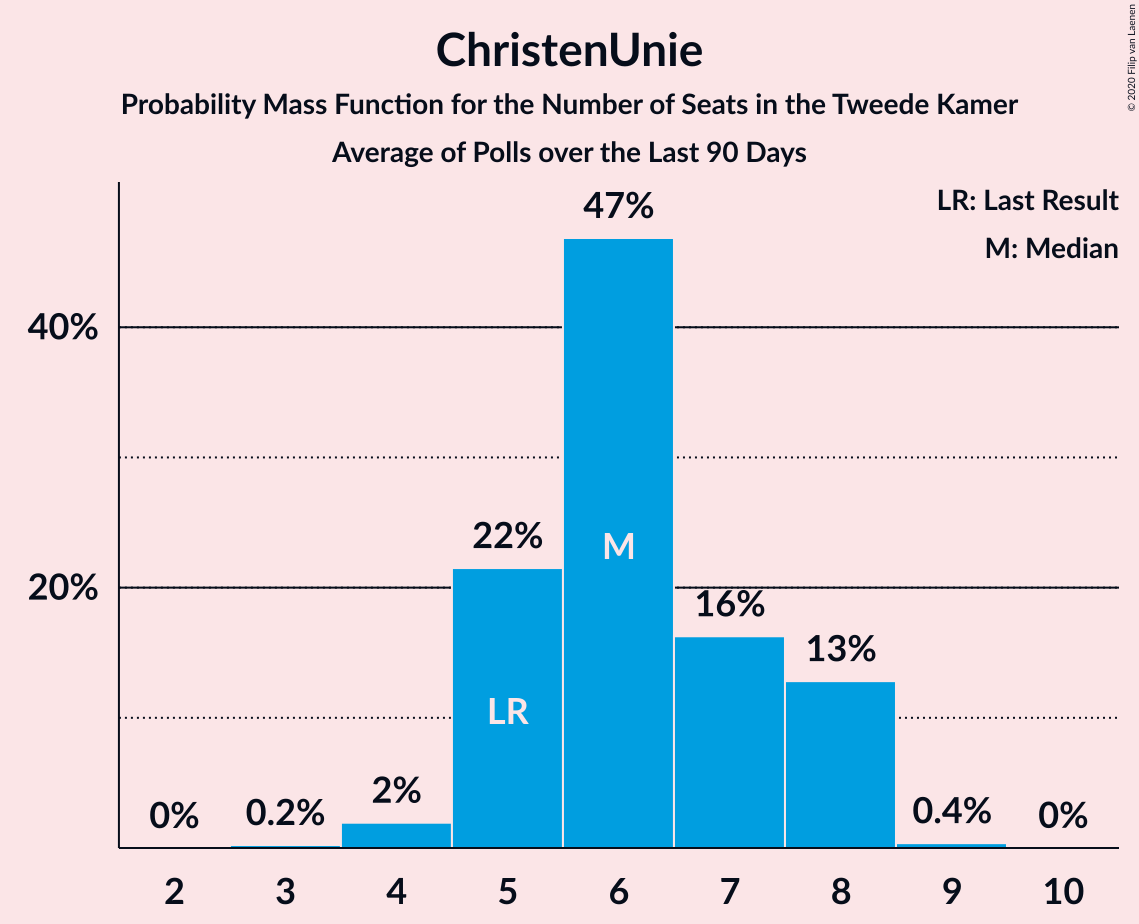 ChristenUnie
Probability Mass Function for the Number of Seats in the Tweede Kamer
Average of Polls over the Last 90 Days
© 2020 Filip van Laenen
LR: Last Result
M: Median
47%
40%
22%
M
20%
16%
13%
LR
2%
0%
0.2%
0.4%
0%
2 3 4 5 6 7 8 9 10